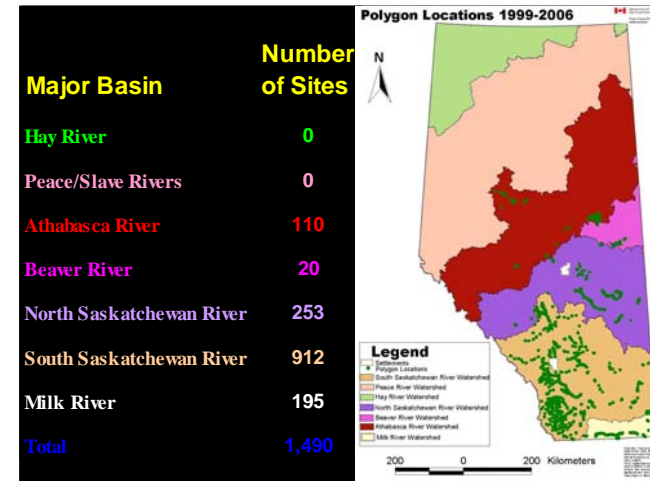 Major Basin Number of Sites
Hay River 0
Peace/Slave Rivers 0
Athabasca River 110
Beaver River 20
North Saskatchewan River 253
South Saskatchewan River 912
Milk River 195
Total 1,490
Polygon Locations 1999-2006
N
Legend
Settlements
Polygon Locations
South Saskatchewan River Watershed
Peace River Watershed
Hay River Watershed
North Saskatchewan River Watershed
Beaver River Watershed
Athabasca River Watershed
Milk River Watershed
200 0 200 Kilometers